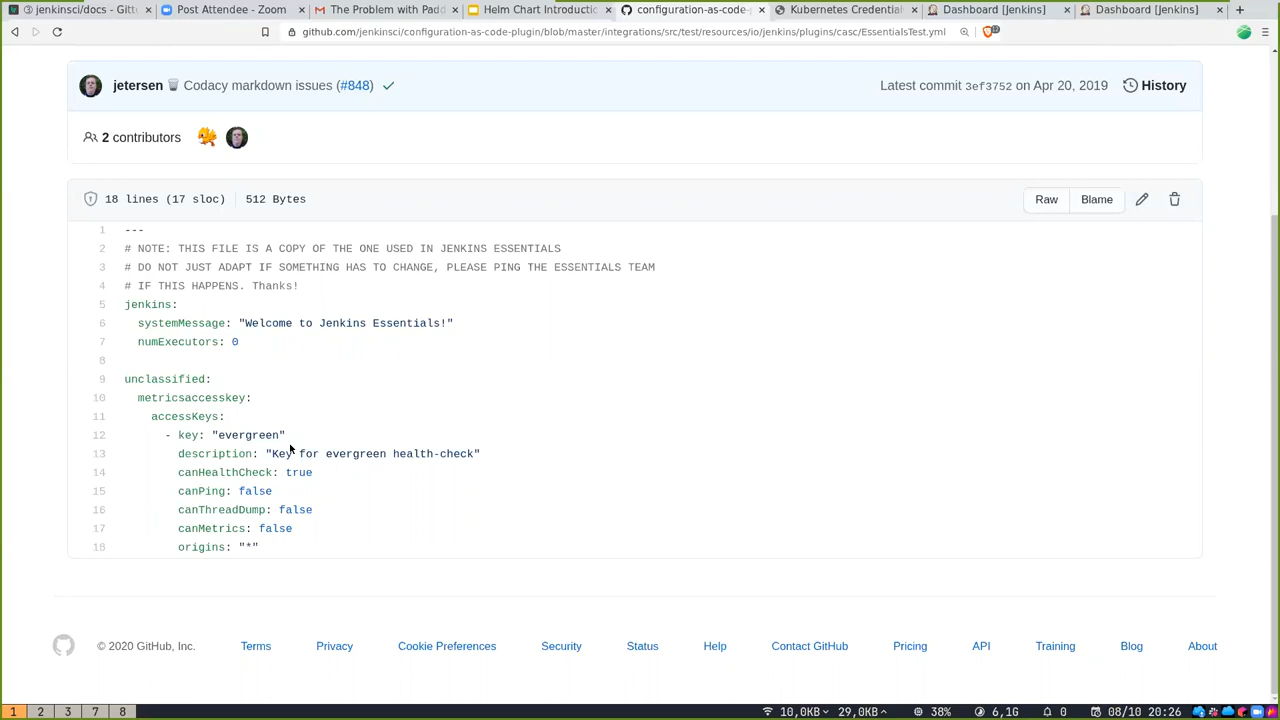 jenkinsci/docs - Gitte
Post Attendee - Zoom
The Problem with Padd
Helm Chart Introductio
configuration-as-code-p
Kubernetes Credential
Dashboard [Jenkins]
Dashboard [Jenkins]
github.com/jenkinsci/configuration-as-code-plugin/blob/master/integrations/src/test/resources/io/jenkins/plugins/casc/EssentialsTest.yml
jetersen Codacy markdown issues (#848)
Latest commit 3ef3752 on Apr 20, 2019
History
2 contributors
18 lines (17 sloc)
512 Bytes
Raw
Blame
1 ---
2 # NOTE: THIS FILE IS A COPY OF THE ONE USED IN JENKINS ESSENTIALS
3 # DO NOT JUST ADAPT IF SOMETHING HAS TO CHANGE, PLEASE PING THE ESSENTIALS TEAM
4 # IF THIS HAPPENS. Thanks!
5 jenkins:
6 systemMessage: "Welcome to Jenkins Essentials!"
7 numExecutors: 0
8
9 unclassified:
10 metricsaccesskey:
11 accessKeys:
12 - key: "evergreen"
13 description: "Key for evergreen health-check"
14 canHealthCheck: true
15 canPing: false
16 canThreadDump: false
17 canMetrics: false
18 origins: "*"
© 2020 GitHub, Inc.
Terms
Privacy
Cookie Preferences
Security
Status
Help
Contact GitHub
Pricing
API
Training
Blog
About
1 2 3 7 8
10,0KB 29,0KB 38% 6,1G 0 08/10 20:26